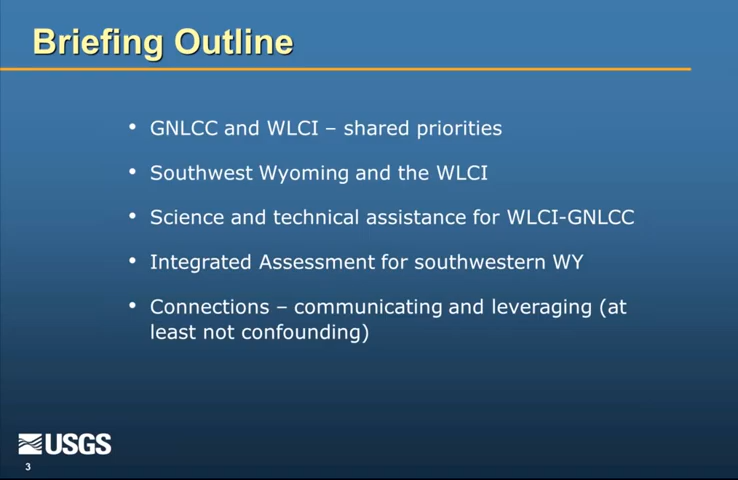 Briefing Outline
• GNLCC and WLCI – shared priorities
• Southwest Wyoming and the WLCI
• Science and technical assistance for WLCI-GNLCC
• Integrated Assessment for southwestern WY
• Connections – communicating and leveraging (at
least not confounding)
USGS
3